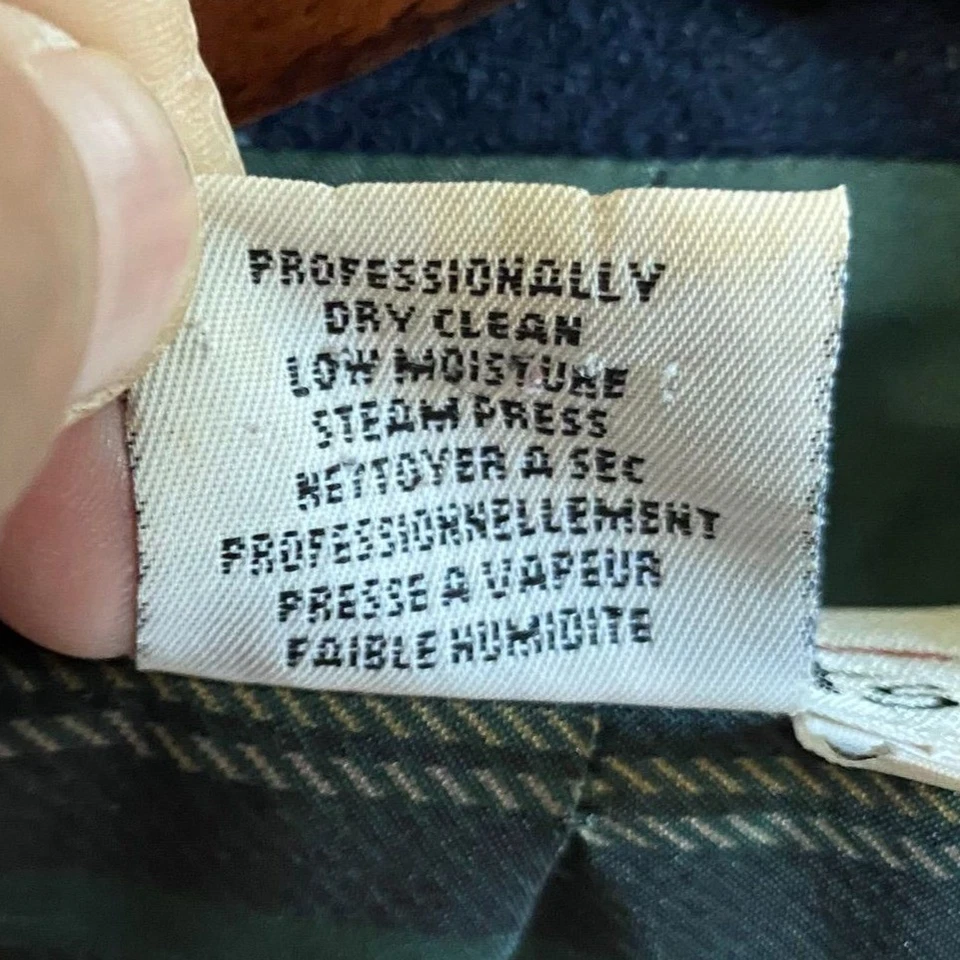 PROFESSIONALLY
DRY CLEAN
LOW MOISTURE
STEAM PRESS
NETTOYER A SEC
PROFESSIONNELLEMENT
PRESSE A VAPEUR
FAIBLE HUMIDITE